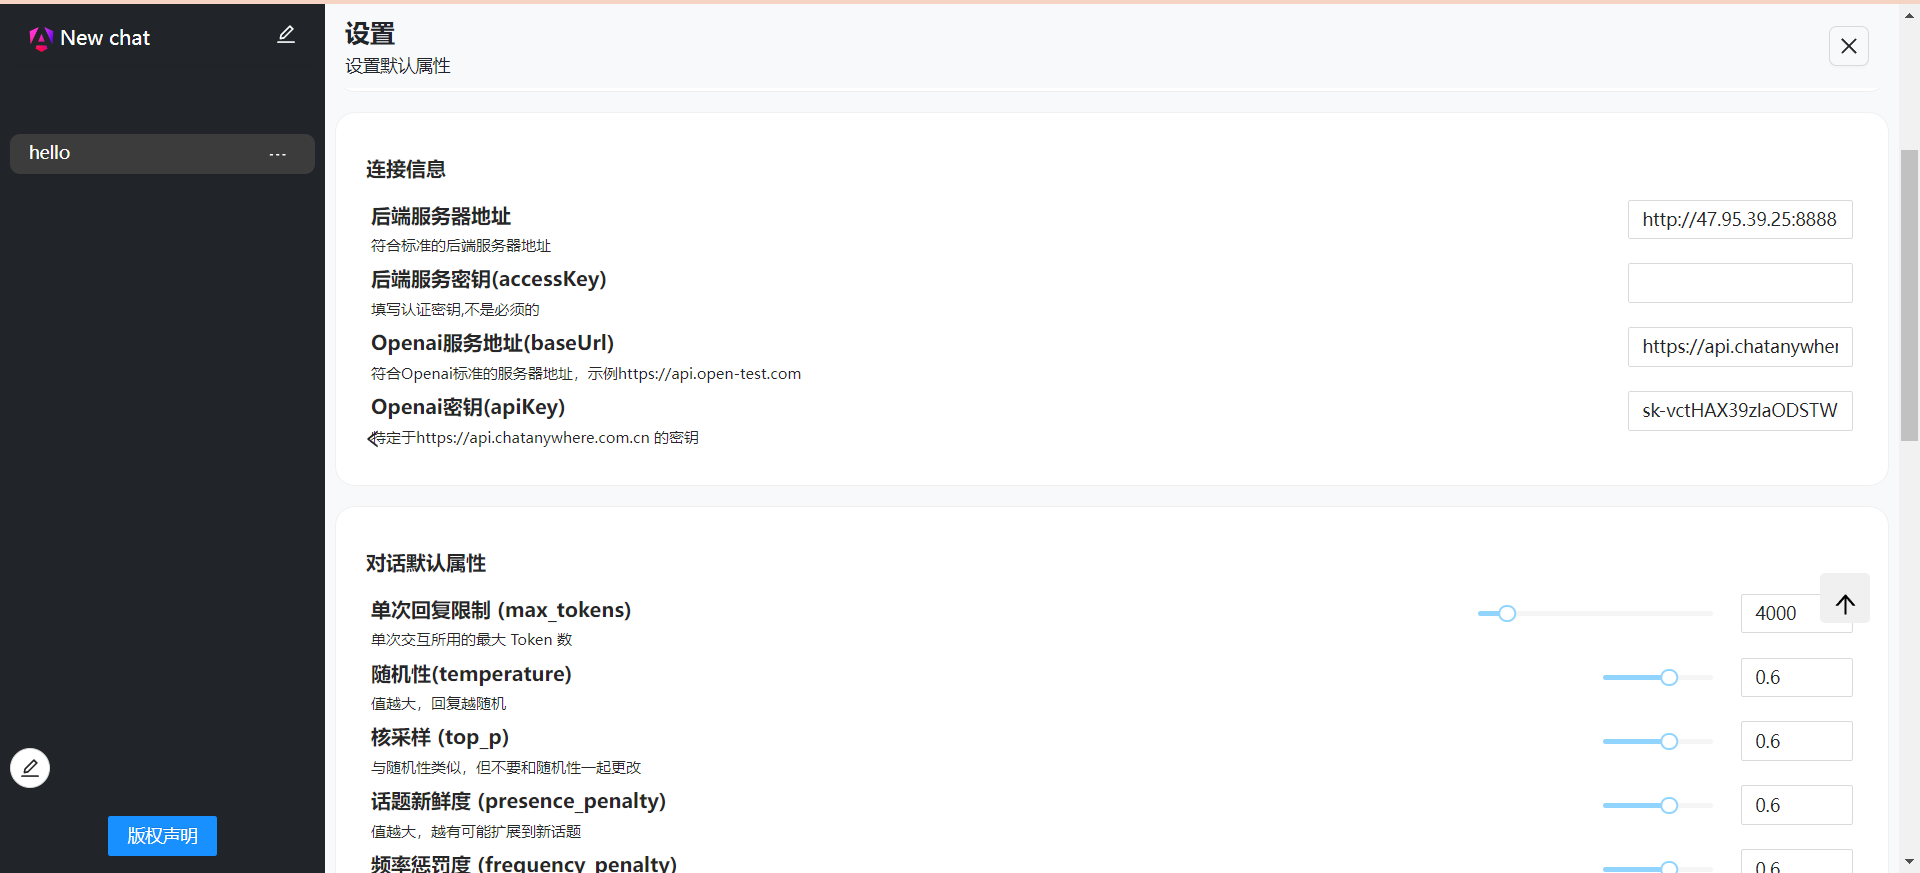 New chat
hello
版权声明
设置
设置默认属性
连接信息
后端服务器地址
符合标准的后端服务器地址
http://47.95.39.25:8888
后端服务密钥(accessKey)
填写认证密钥,不是必须的
Openai服务地址(baseUrl)
符合Openai标准的服务器地址，示例https://api.open-test.com
https://api.chatanywher
Openai密钥(apiKey)
特定于https://api.chatanywhere.com.cn 的密钥
sk-vctHAX39zlaODSTW
对话默认属性
单次回复限制 (max_tokens)
单次交互所用的最大 Token 数
4000
随机性(temperature)
值越大，回复越随机
0.6
核采样 (top_p)
与随机性类似，但不要和随机性一起更改
0.6
话题新鲜度 (presence_penalty)
值越大，越有可能扩展到新话题
0.6
频率惩罚度 (frequency_penalty)
0.6